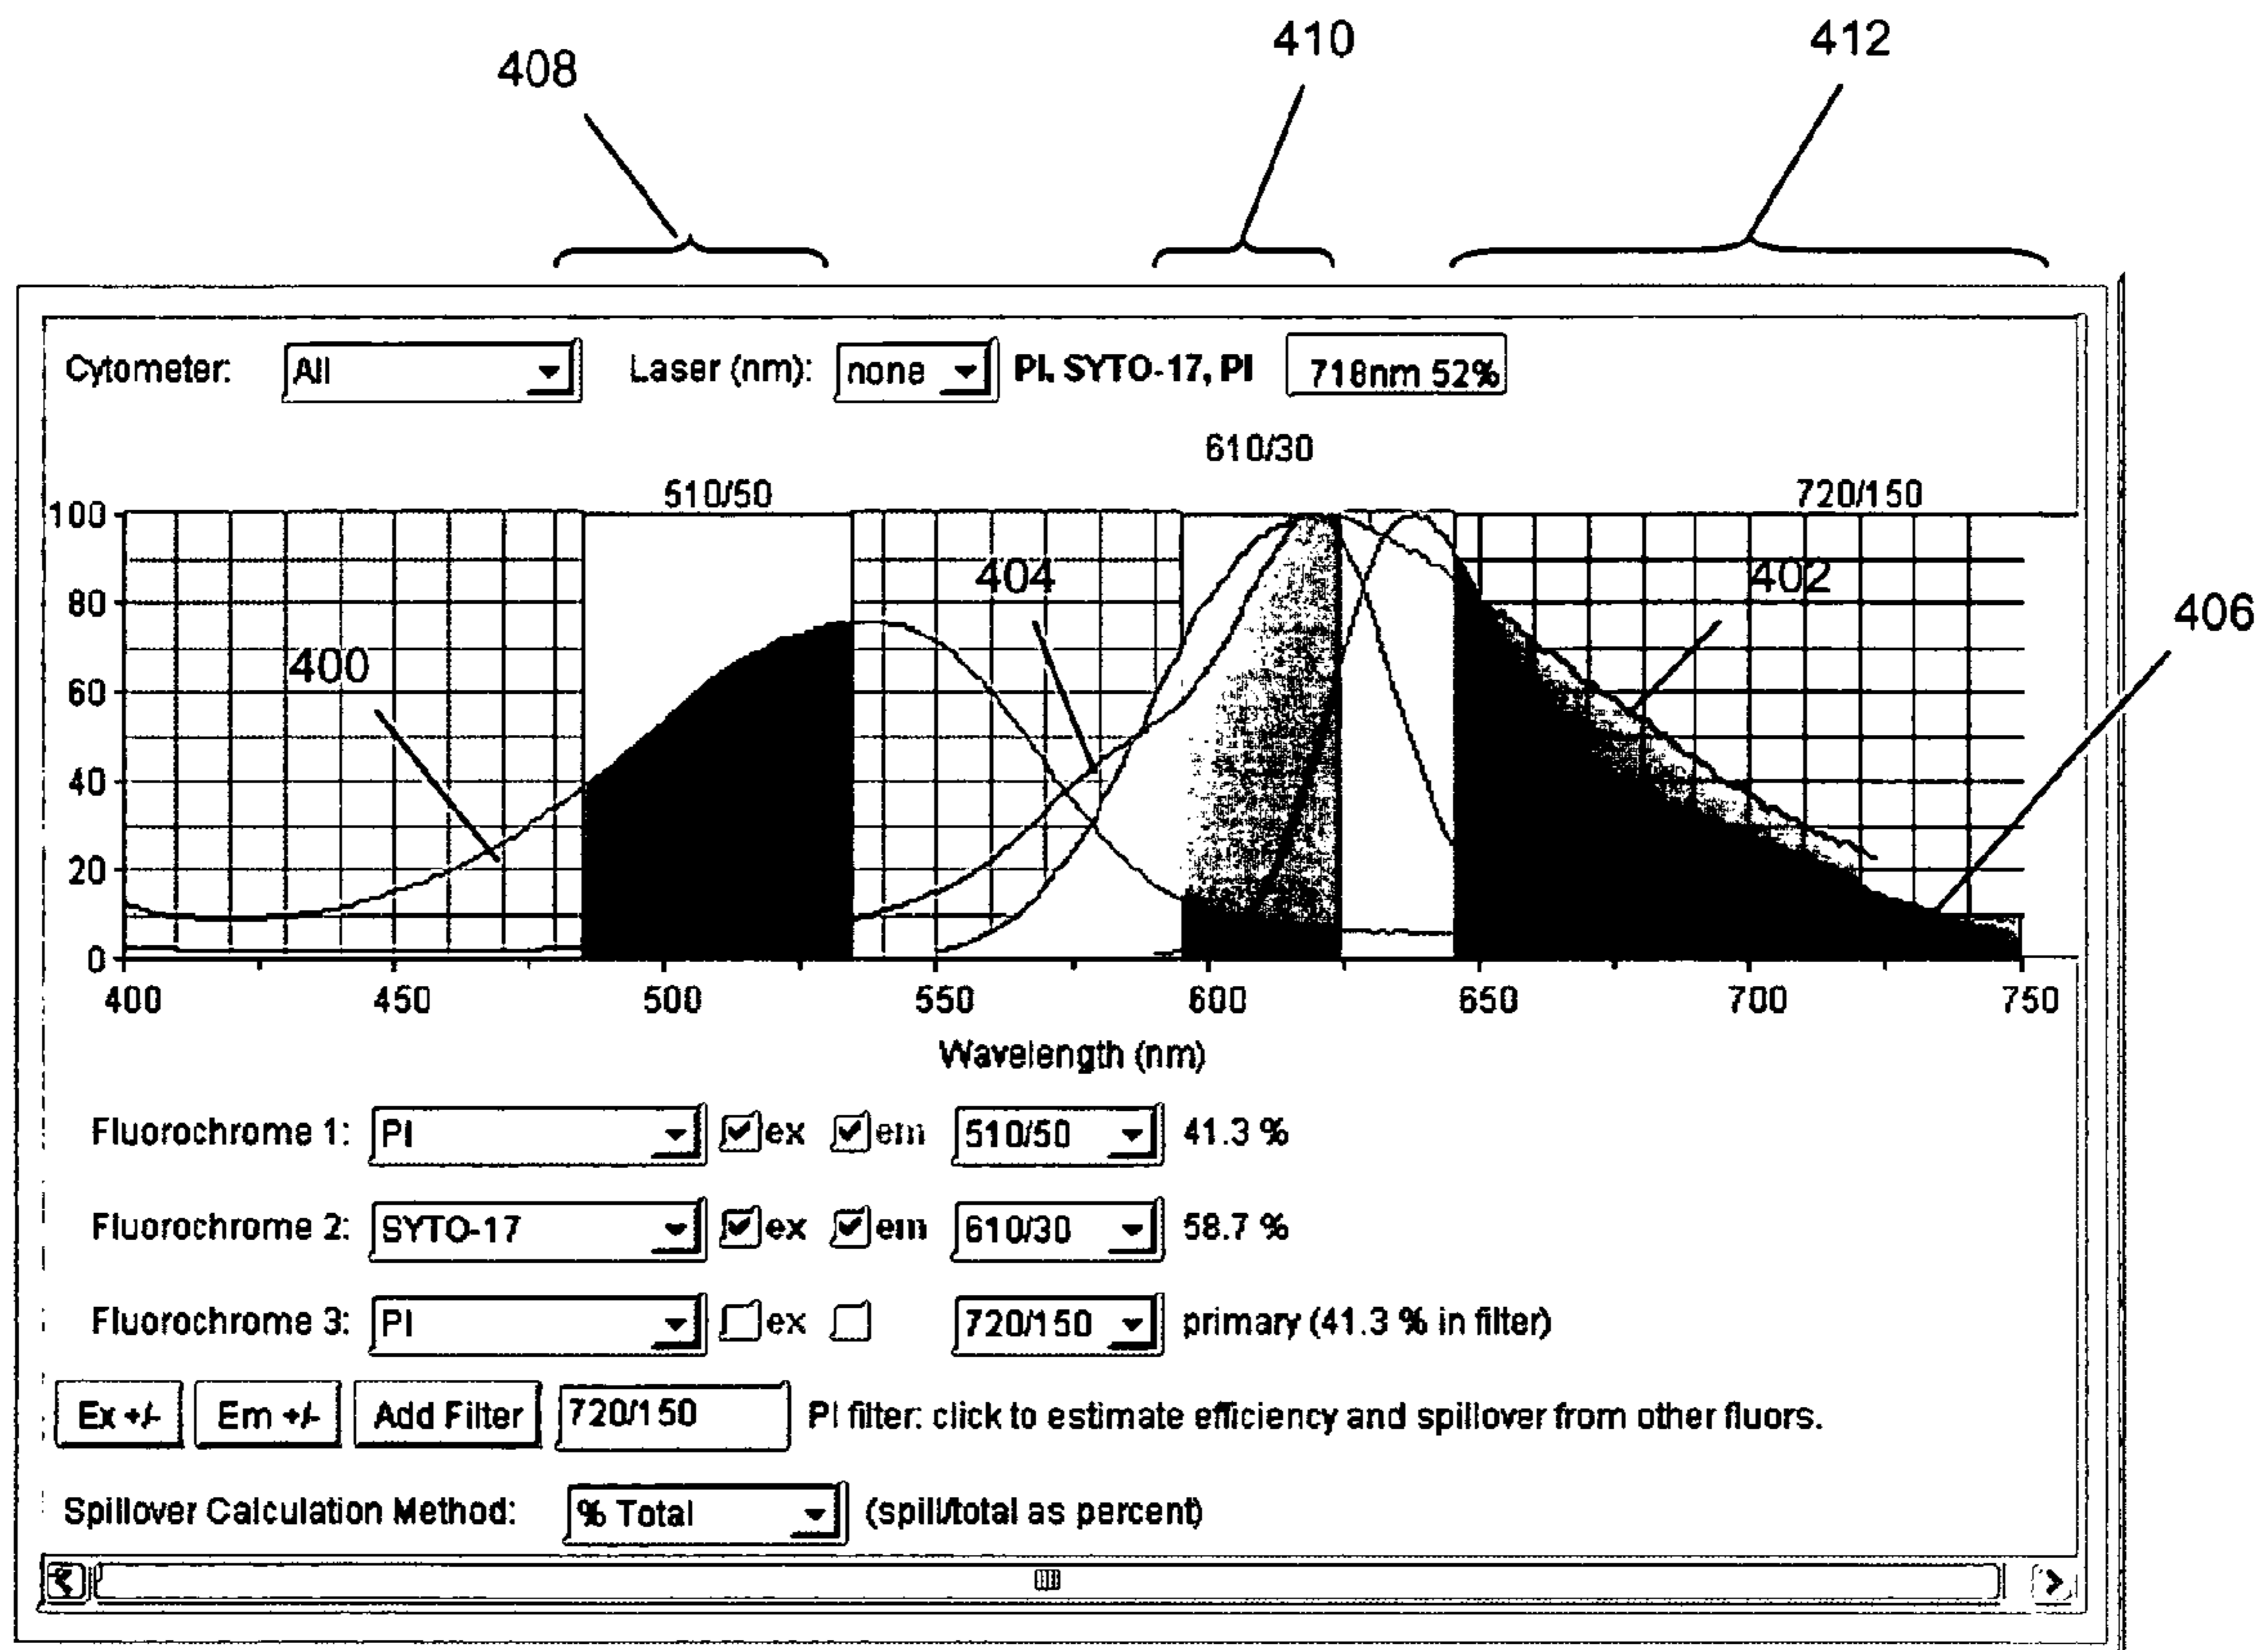 408
410
412
Cytometer: All Laser (nm): none PI, SYTO-17, PI 718nm 52%
610/30
510/50
720/150
100
80
60
40
20
0
404
402
406
400
400 450 500 550 600 650 700 750
Wavelength (nm)
Fluorochrome 1: PI ex em 510/50 41.3 %
Fluorochrome 2: SYTO-17 ex em 610/30 58.7 %
Fluorochrome 3: PI ex 720/150 primary (41.3 % in filter)
Ex +/- Em +/- Add Filter 720/150 PI filter: click to estimate efficiency and spillover from other fluors.
Spillover Calculation Method: % Total (spill/total as percent)